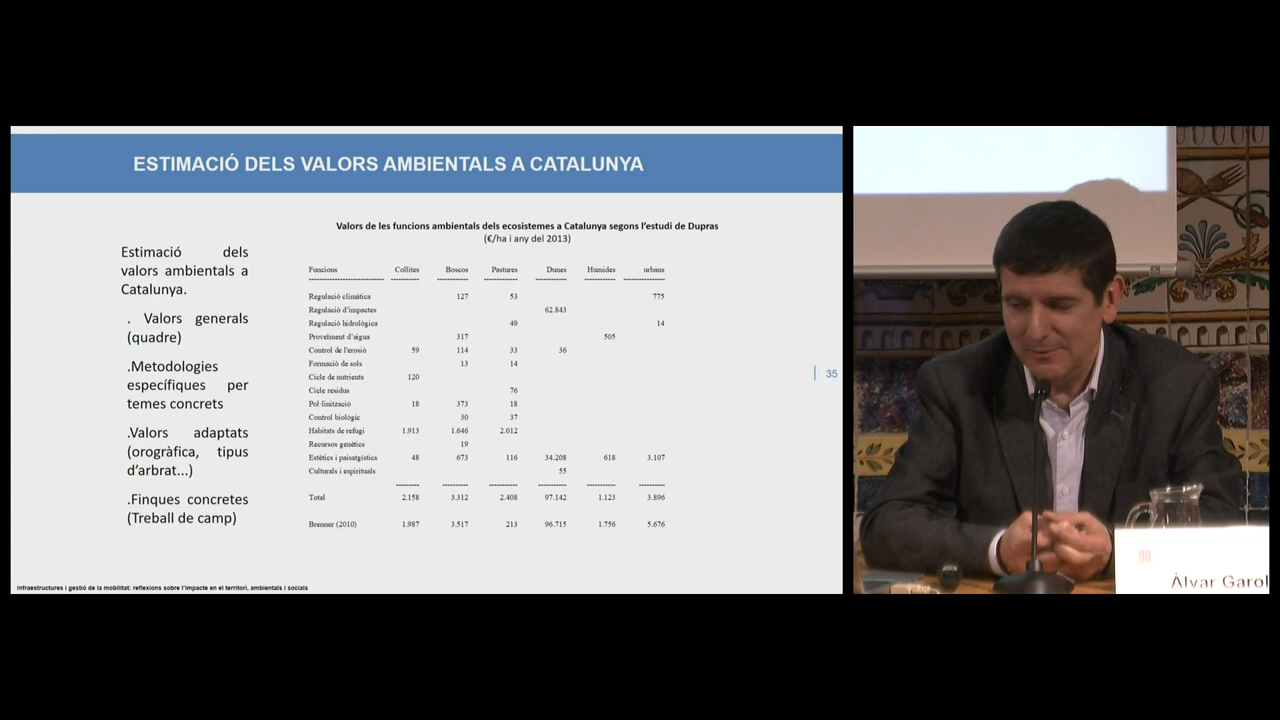 ESTIMACIÓ DELS VALORS AMBIENTALS A CATALUNYA
Estimació dels
valors ambientals a
Catalunya.
. Valors generals
(quadre)
.Metodologies
específiques per
temes concrets
.Valors adaptats
(orogràfica, tipus
d'arbrat...)
.Finques concretes
(Treball de camp)
Valors de les funcions ambientals dels ecosistemes a Catalunya segons l'estudi de Dupras
(€/ha i any del 2013)
Funcions Collites Boscos Pastures Dunes Humides urbans
Regulació climàtica 127 53 775
Regulació d'impactes 62.843
Regulació hidrològica 49 14
Proveïment d'aigua 317 505
Control de l'erosió 59 114 33 36
Formació de sols 13 14
Cicle de nutrients 120
Cicle residus 76
Pol·linització 18 373 18
Control biològic 30 37
Habitats de refugi 1.913 1.646 2.012
Recursos genètics 19
Estètics i paisatgístics 48 673 116 34.208 618 3.107
Culturals i espirituals 55
Total 2.158 3.312 2.408 97.142 1.123 3.896
Brenner (2010) 1.987 3.517 213 96.715 1.756 5.676
35
Infraestructures i gestió de la mobilitat: reflexions sobre l'impacte en el territori, ambientals i socials
Àlvar Garol